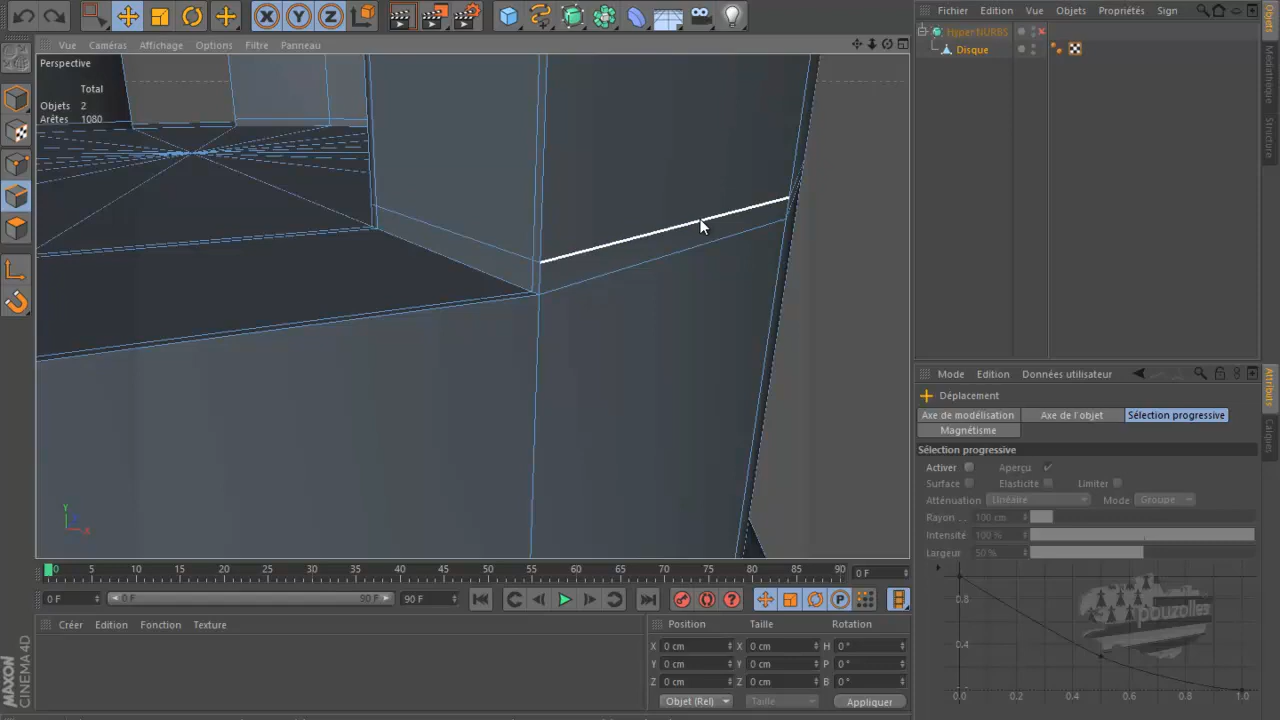 X Y Z
Vue Caméras Affichage Options Filtre Panneau
Perspective
Total
Objets 2
Arêtes 1080
Y
X
0 5 10 15 20 25 30 35 40 45 50 55 60 65 70 75 80 85 90
0 F
0 F
0 F
90 F
90 F
P
Créer Edition Fonction Texture
Position Taille Rotation
X 0 cm X 0 cm H 0 °
Y 0 cm Y 0 cm P 0 °
Z 0 cm Z 0 cm B 0 °
Objet (Rel) Taille Appliquer
MAXON
CINEMA 4D
Fichier Edition Vue Objets Propriétés Sign
Hyper NURBS
Disque
Objets
Médiathèque
Structure
Mode Edition Données utilisateur
Déplacement
Axe de modélisation Axe de l'objet Sélection progressive
Magnétisme
Sélection progressive
Activer Aperçu
Surface Elasticité Limiter
Atténuation Linéaire Mode Groupe
Rayon . . 100 cm
Intensité 100 %
Largeur 50 %
0.8
0.4
0.0 0.2 0.4 0.6 0.8 1.0
pouzolles
Attributs
Calques